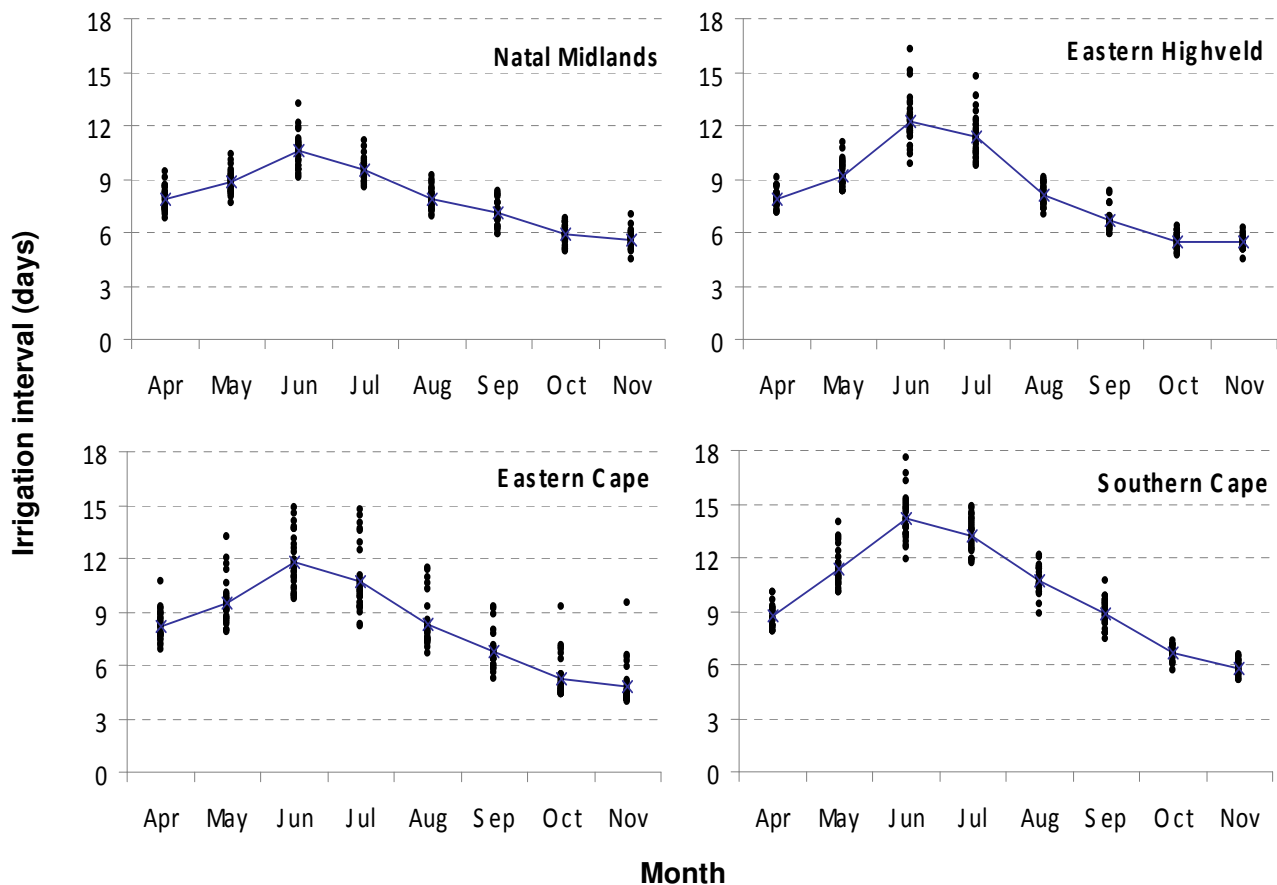 Irrigation interval (days)
Natal Midlands
18
15
12
9
6
3
0
Apr May Jun Jul Aug Sep Oct Nov
Eastern Highveld
18
15
12
9
6
3
0
Apr May Jun Jul Aug Sep Oct Nov
Eastern Cape
18
15
12
9
6
3
0
Apr May Jun Jul Aug Sep Oct Nov
Southern Cape
18
15
12
9
6
3
0
Apr May Jun Jul Aug Sep Oct Nov
Month